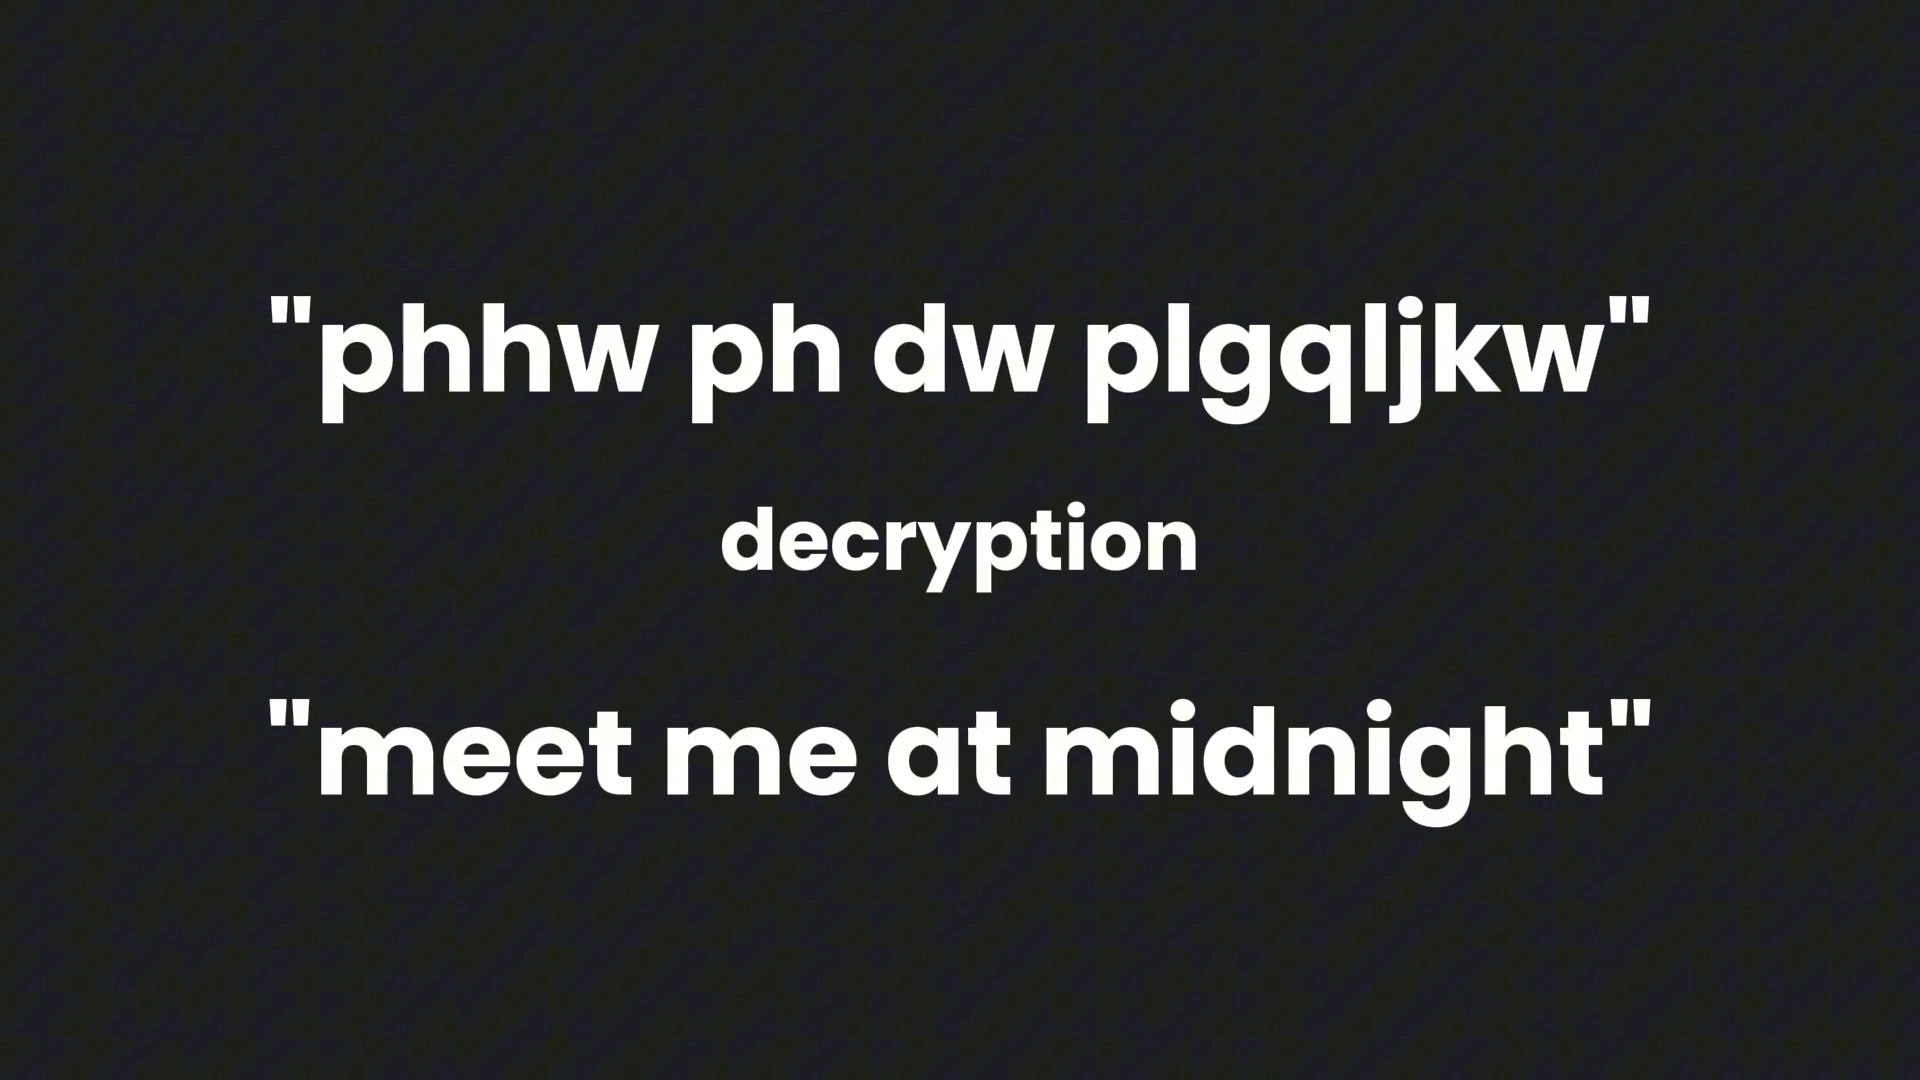 "phhw ph dw plgqljkw"
decryption
"meet me at midnight"